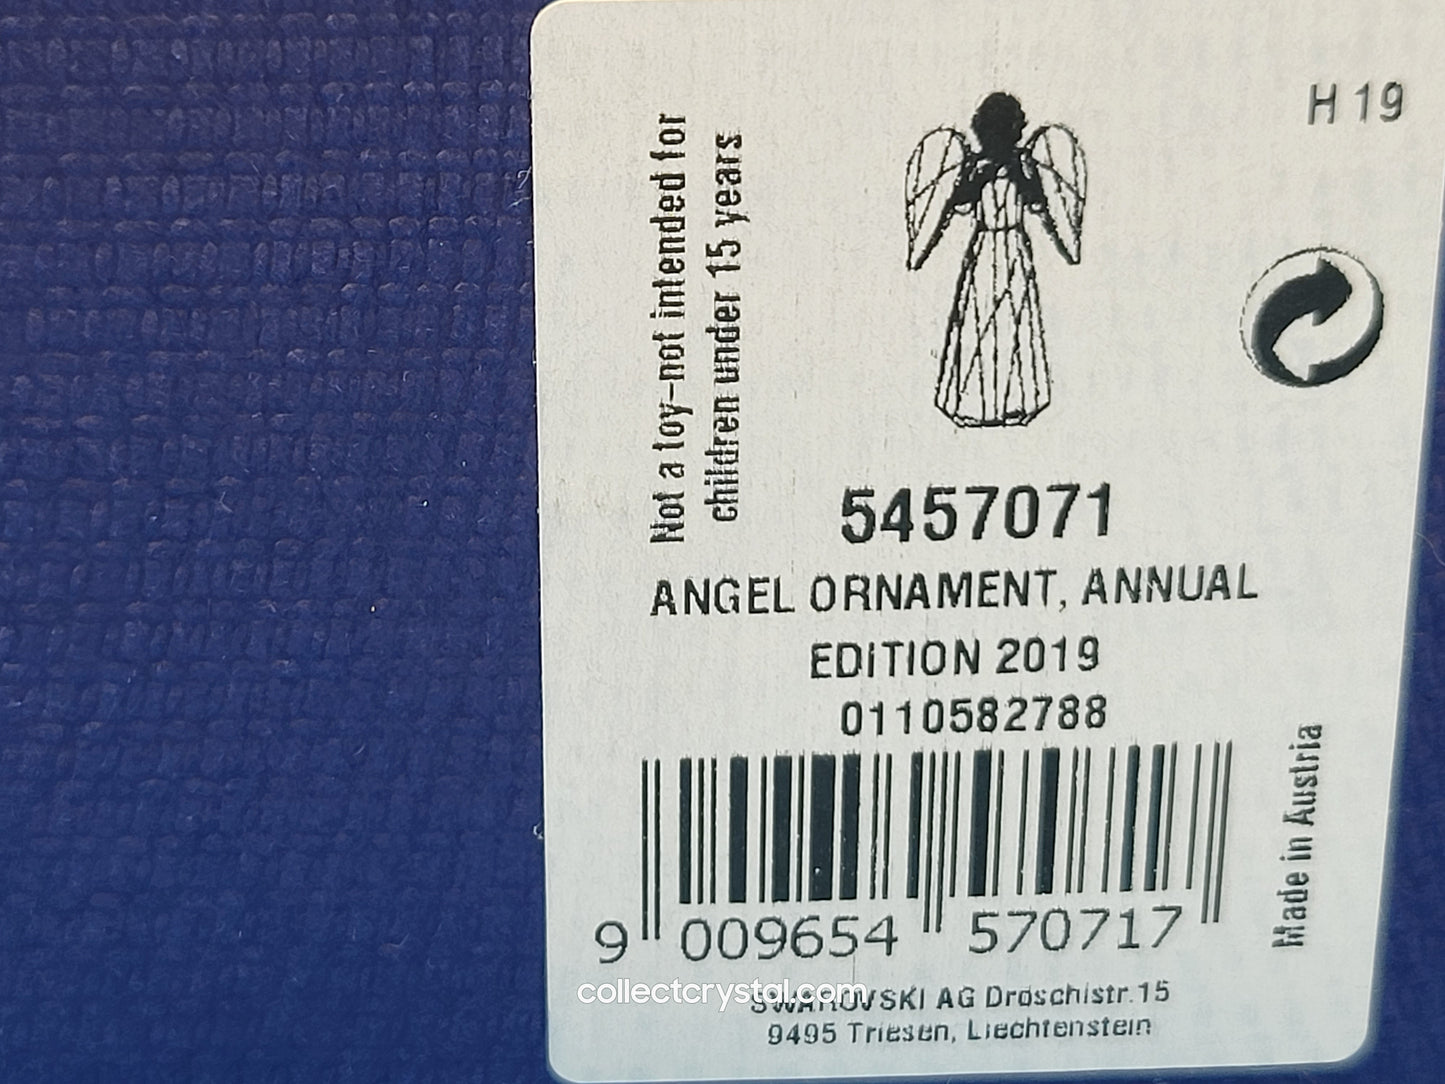 H 19
Not a toy-not intended for
children under 15 years
5457071
ANGEL ORNAMENT, ANNUAL
EDITION 2019
0110582788
9 009654 570717
Made in Austria
collectcrystal.com
SWAROVSKI AG Dröschistr.15
9495 Triesen, Liechtenstein